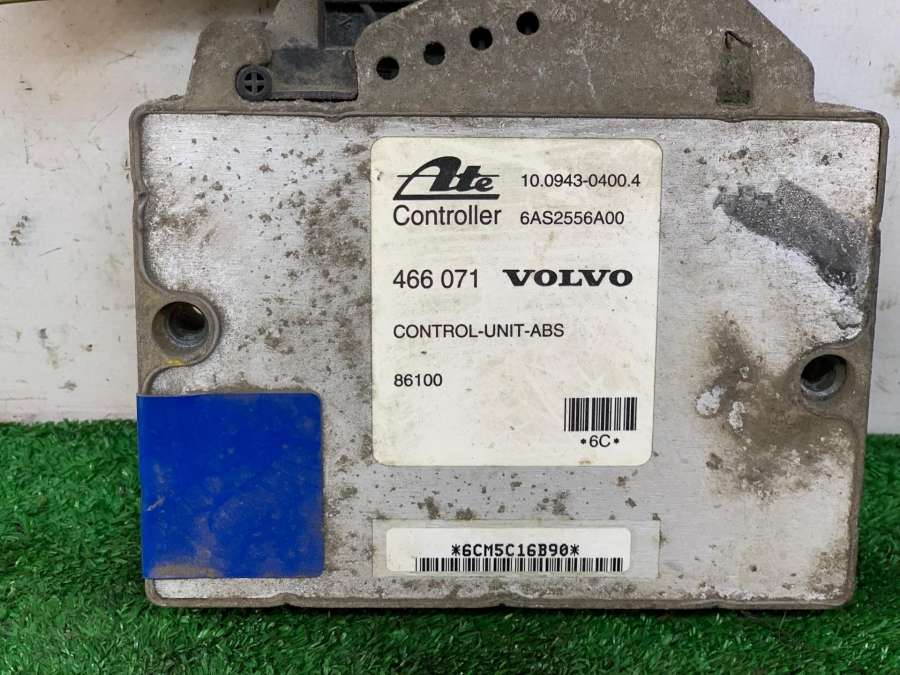 Ate 10.0943-0400.4
Controller 6AS2556A00
466 071 VOLVO
CONTROL-UNIT-ABS
86100
*6C*
*6CM5C16B90*